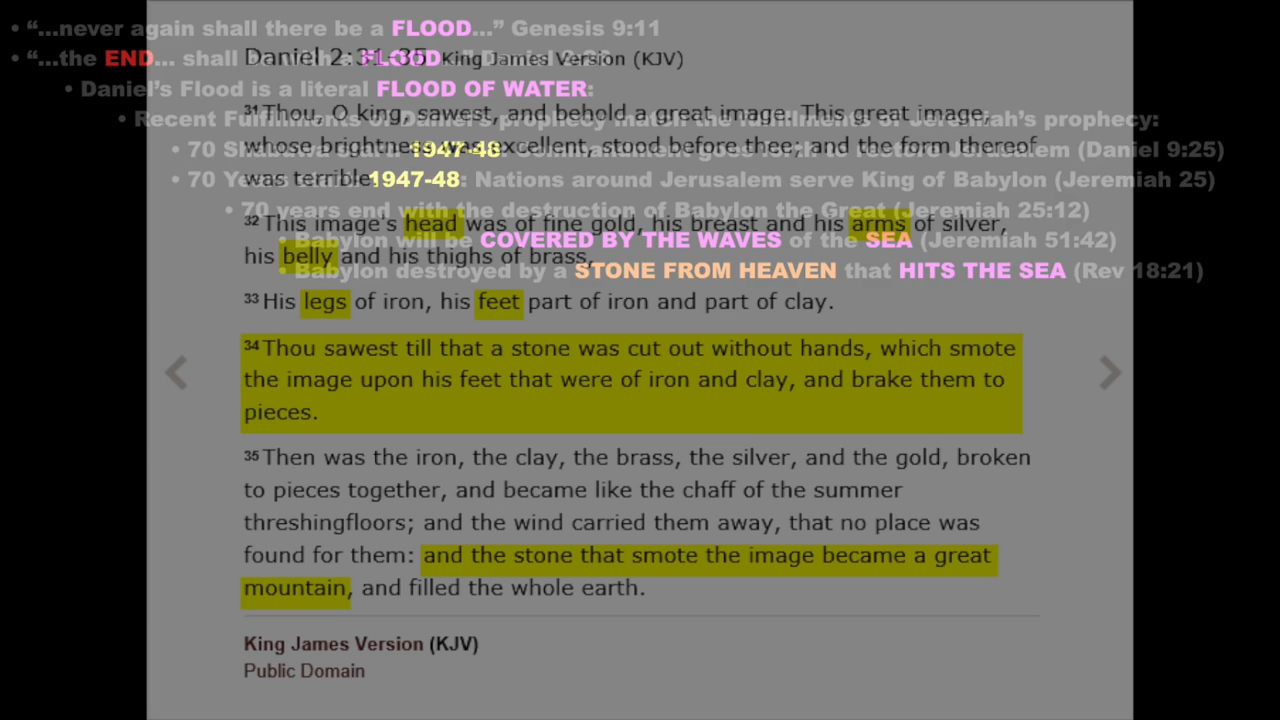 • “...never again shall there be a FLOOD...” Genesis 9:11
• “...the END... shall be with a FLOOD...” Daniel
• Daniel’s Flood is a literal FLOOD OF WATER:
• Recent Fulfillments of Daniel’s prophecy match the fulfillments of Jeremiah’s prophecy:
• 70 1947-48: Commandment goes forth to restore Jerusalem (Daniel 9:25)
• 70 Years 1947-48: Nations around Jerusalem serve King of Babylon (Jeremiah 25)
• 70 years end with the destruction of Babylon the Great (Jeremiah 25:12)
• Babylon will be COVERED BY THE WAVES of the SEA (Jeremiah 51:42)
• Babylon destroyed by a STONE FROM HEAVEN that HITS THE SEA (Rev 18:21)
Daniel 2:31-35 King James Version (KJV)
31 Thou, O king, sawest, and behold a great image. This great image,
whose brightness was excellent, stood before thee; and the form thereof
was terrible.
32 This image's head was of fine gold, his breast and his arms of silver,
his belly and his thighs of brass,
33 His legs of iron, his feet part of iron and part of clay.
34 Thou sawest till that a stone was cut out without hands, which smote
the image upon his feet that were of iron and clay, and brake them to
pieces.
35 Then was the iron, the clay, the brass, the silver, and the gold, broken
to pieces together, and became like the chaff of the summer
threshingfloors; and the wind carried them away, that no place was
found for them: and the stone that smote the image became a great
mountain, and filled the whole earth.
King James Version (KJV)
Public Domain